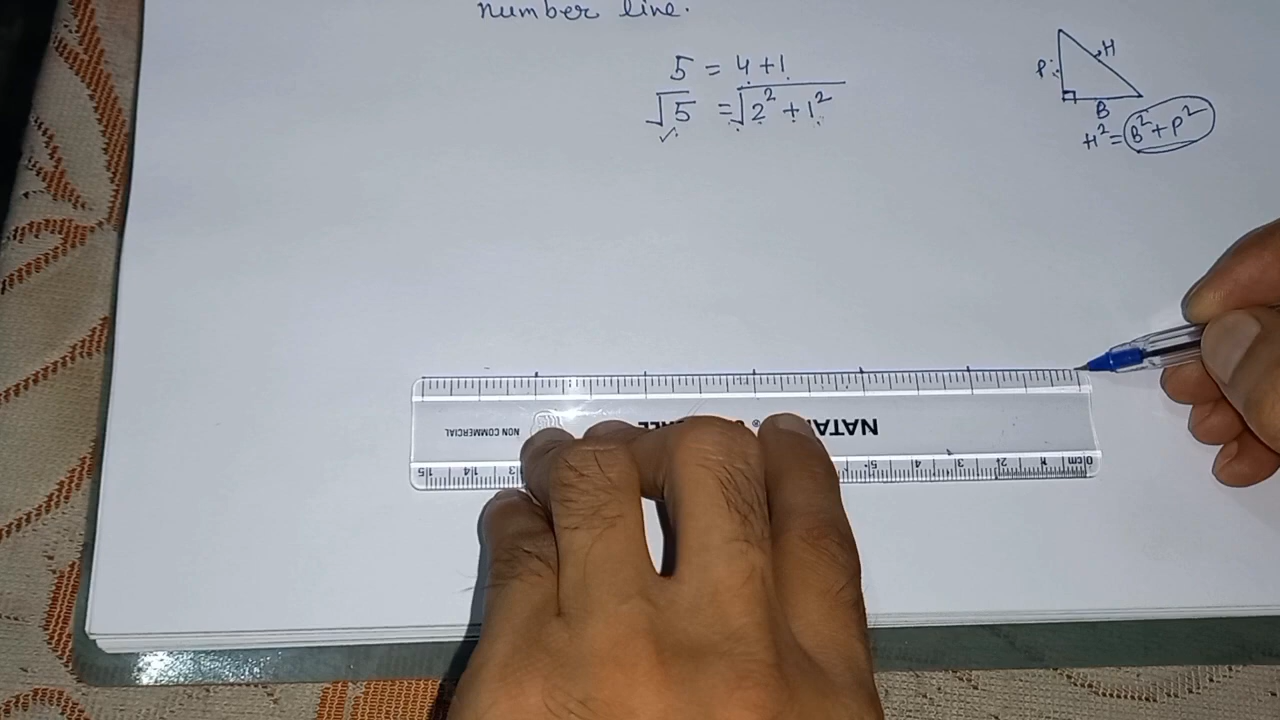 number line.
5 = 4+1
√5 = √2²+1²
P
H
B
H² = B²+P²
NATA
NON COMMERCIAL
15 14 13 5 4 3 2 1 0 cm